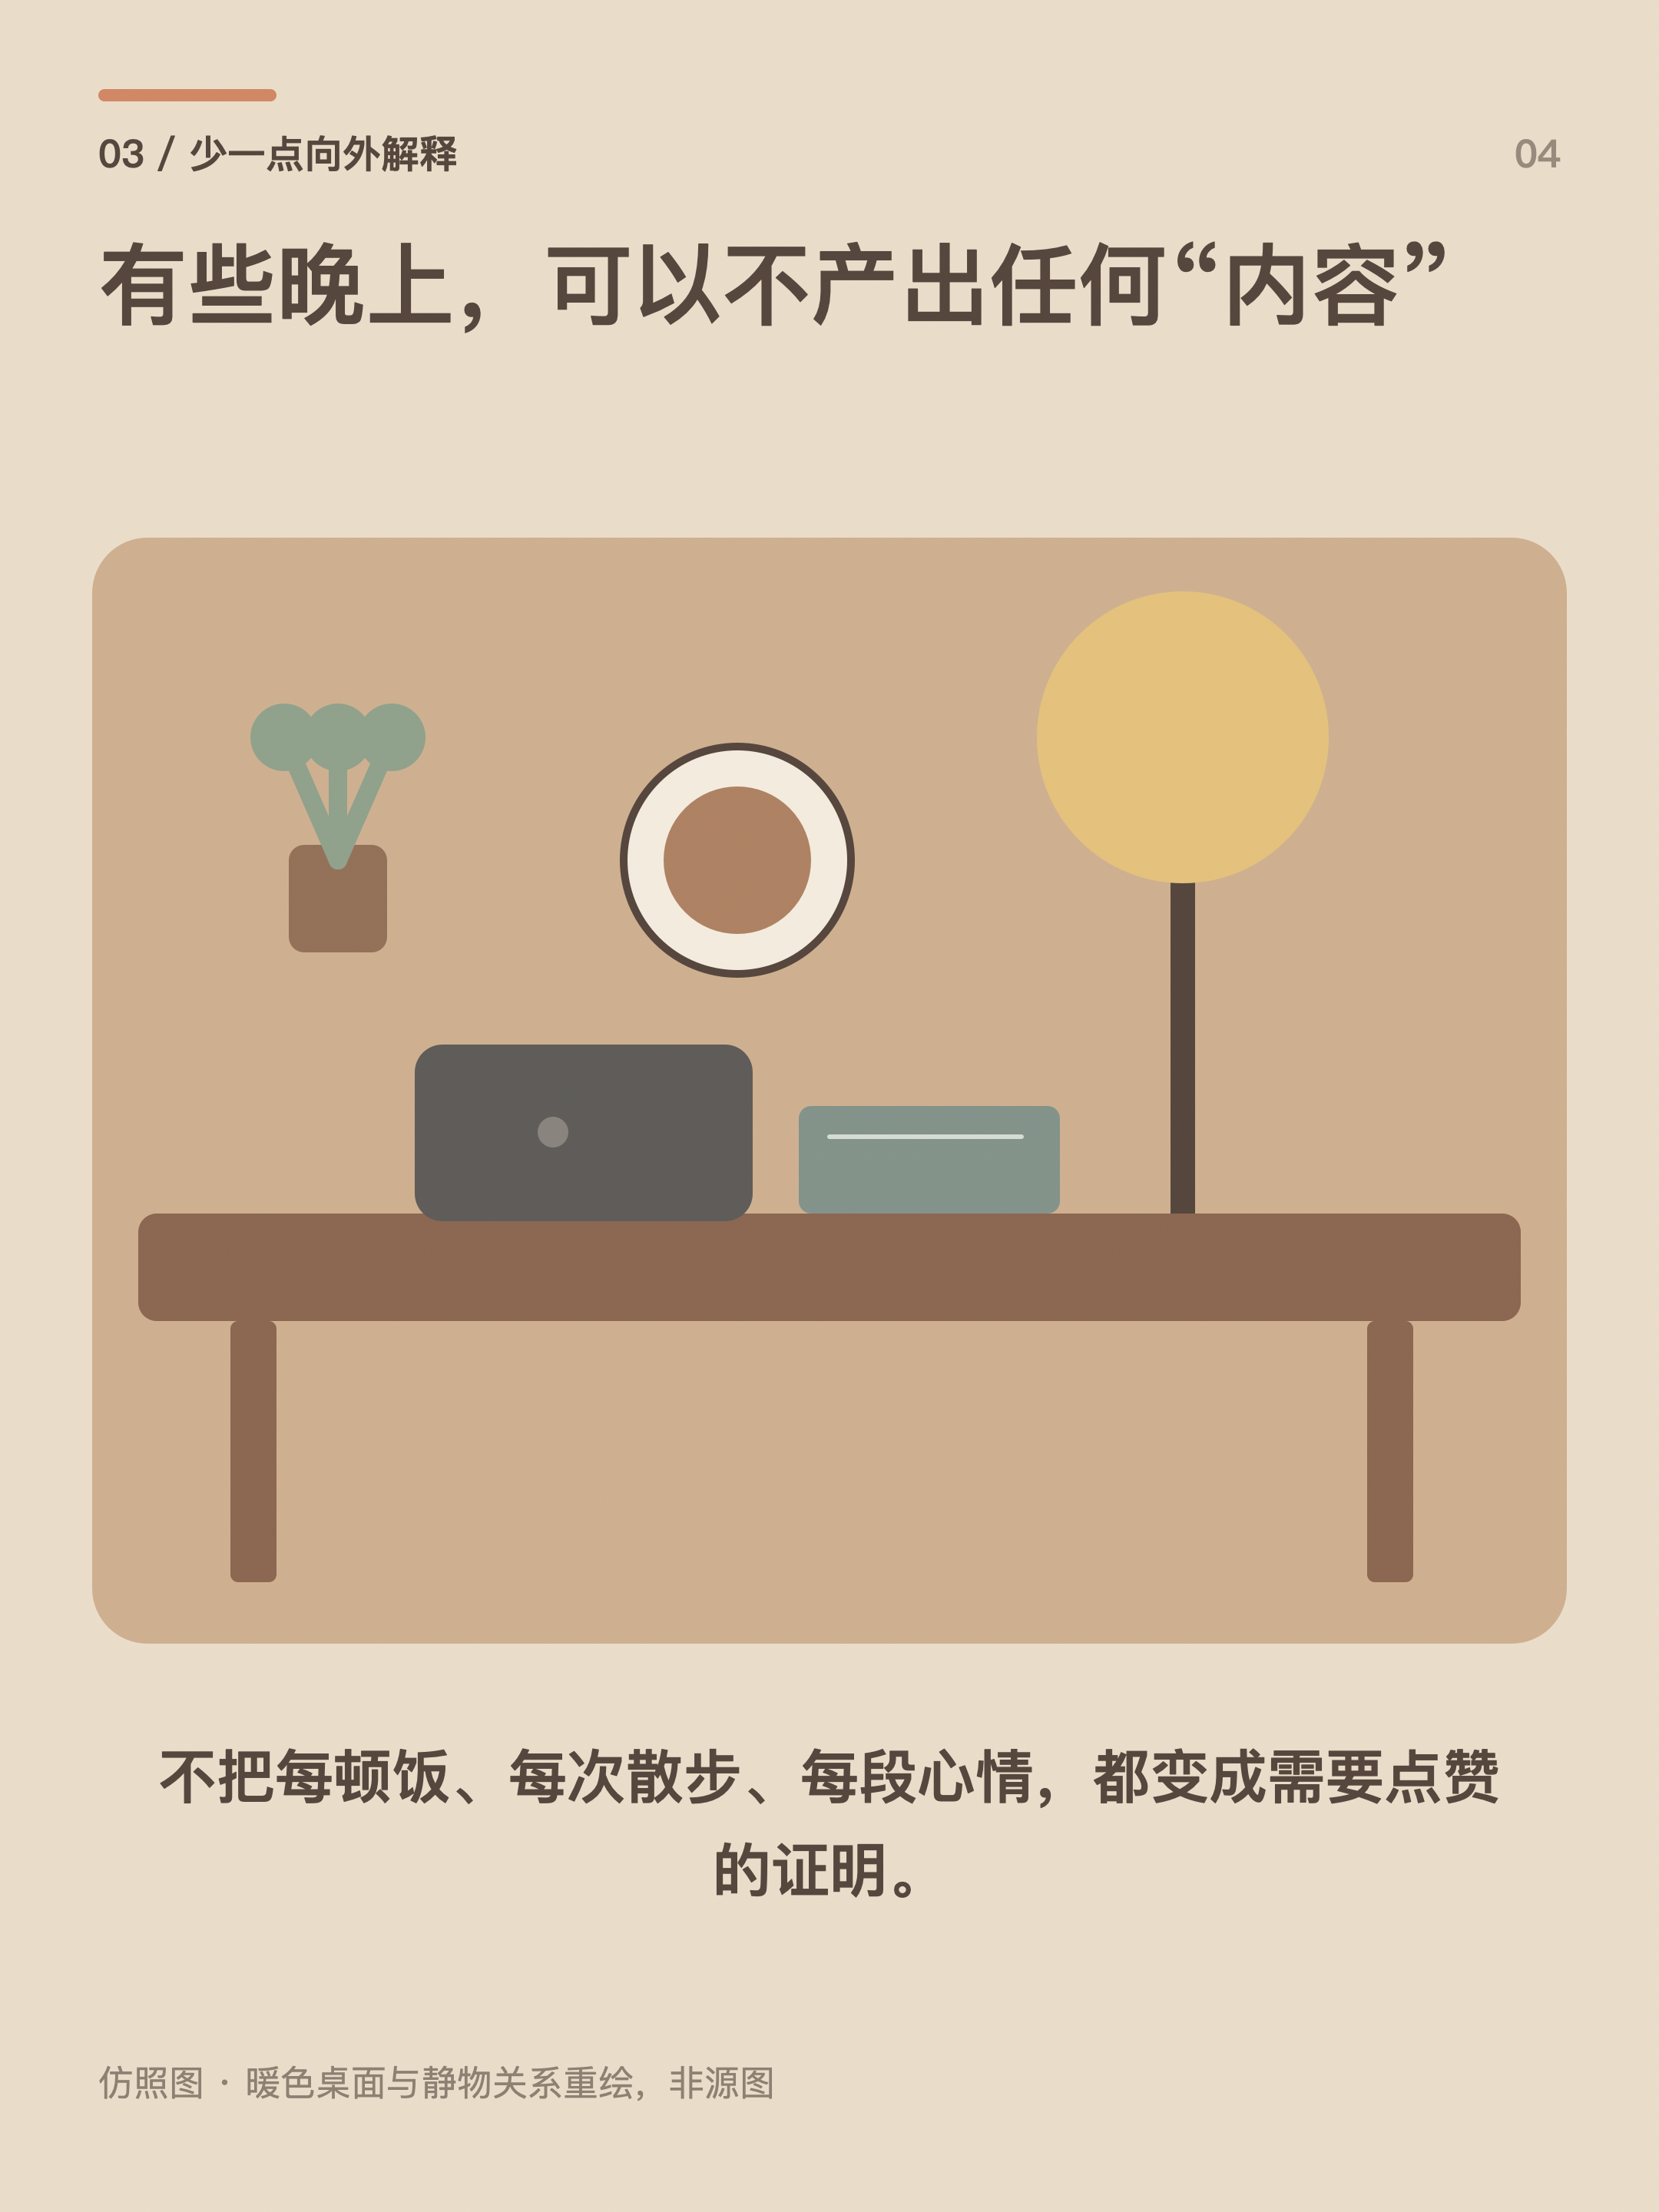 03 / 少一点向外解释
04
有些晚上，可以不产出任何“内容”
不把每顿饭、每次散步、每段心情，都变成需要点赞
的证明。
仿照图 · 暖色桌面与静物关系重绘，非源图